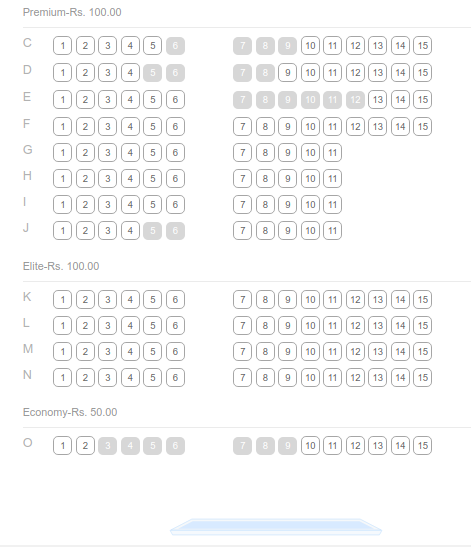 Premium-Rs. 100.00
C 1 2 3 4 5 6 7 8 9 10 11 12 13 14 15
D 1 2 3 4 5 6 7 8 9 10 11 12 13 14 15
E 1 2 3 4 5 6 7 8 9 10 11 12 13 14 15
F 1 2 3 4 5 6 7 8 9 10 11 12 13 14 15
G 1 2 3 4 5 6 7 8 9 10 11
H 1 2 3 4 5 6 7 8 9 10 11
I 1 2 3 4 5 6 7 8 9 10 11
J 1 2 3 4 5 6 7 8 9 10 11
Elite-Rs. 100.00
K 1 2 3 4 5 6 7 8 9 10 11 12 13 14 15
L 1 2 3 4 5 6 7 8 9 10 11 12 13 14 15
M 1 2 3 4 5 6 7 8 9 10 11 12 13 14 15
N 1 2 3 4 5 6 7 8 9 10 11 12 13 14 15
Economy-Rs. 50.00
O 1 2 3 4 5 6 7 8 9 10 11 12 13 14 15